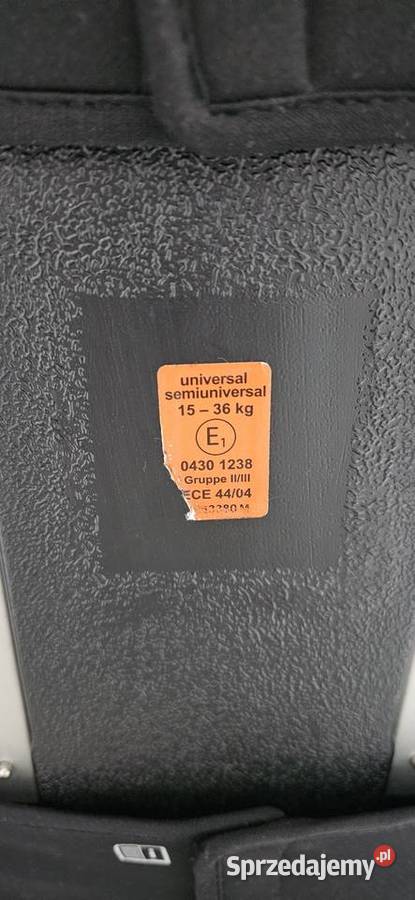 universal
semiuniversal
15 – 36 kg
E1
0430 1238
Gruppe II/III
ECE 44/04
Sprzedajemy.pl